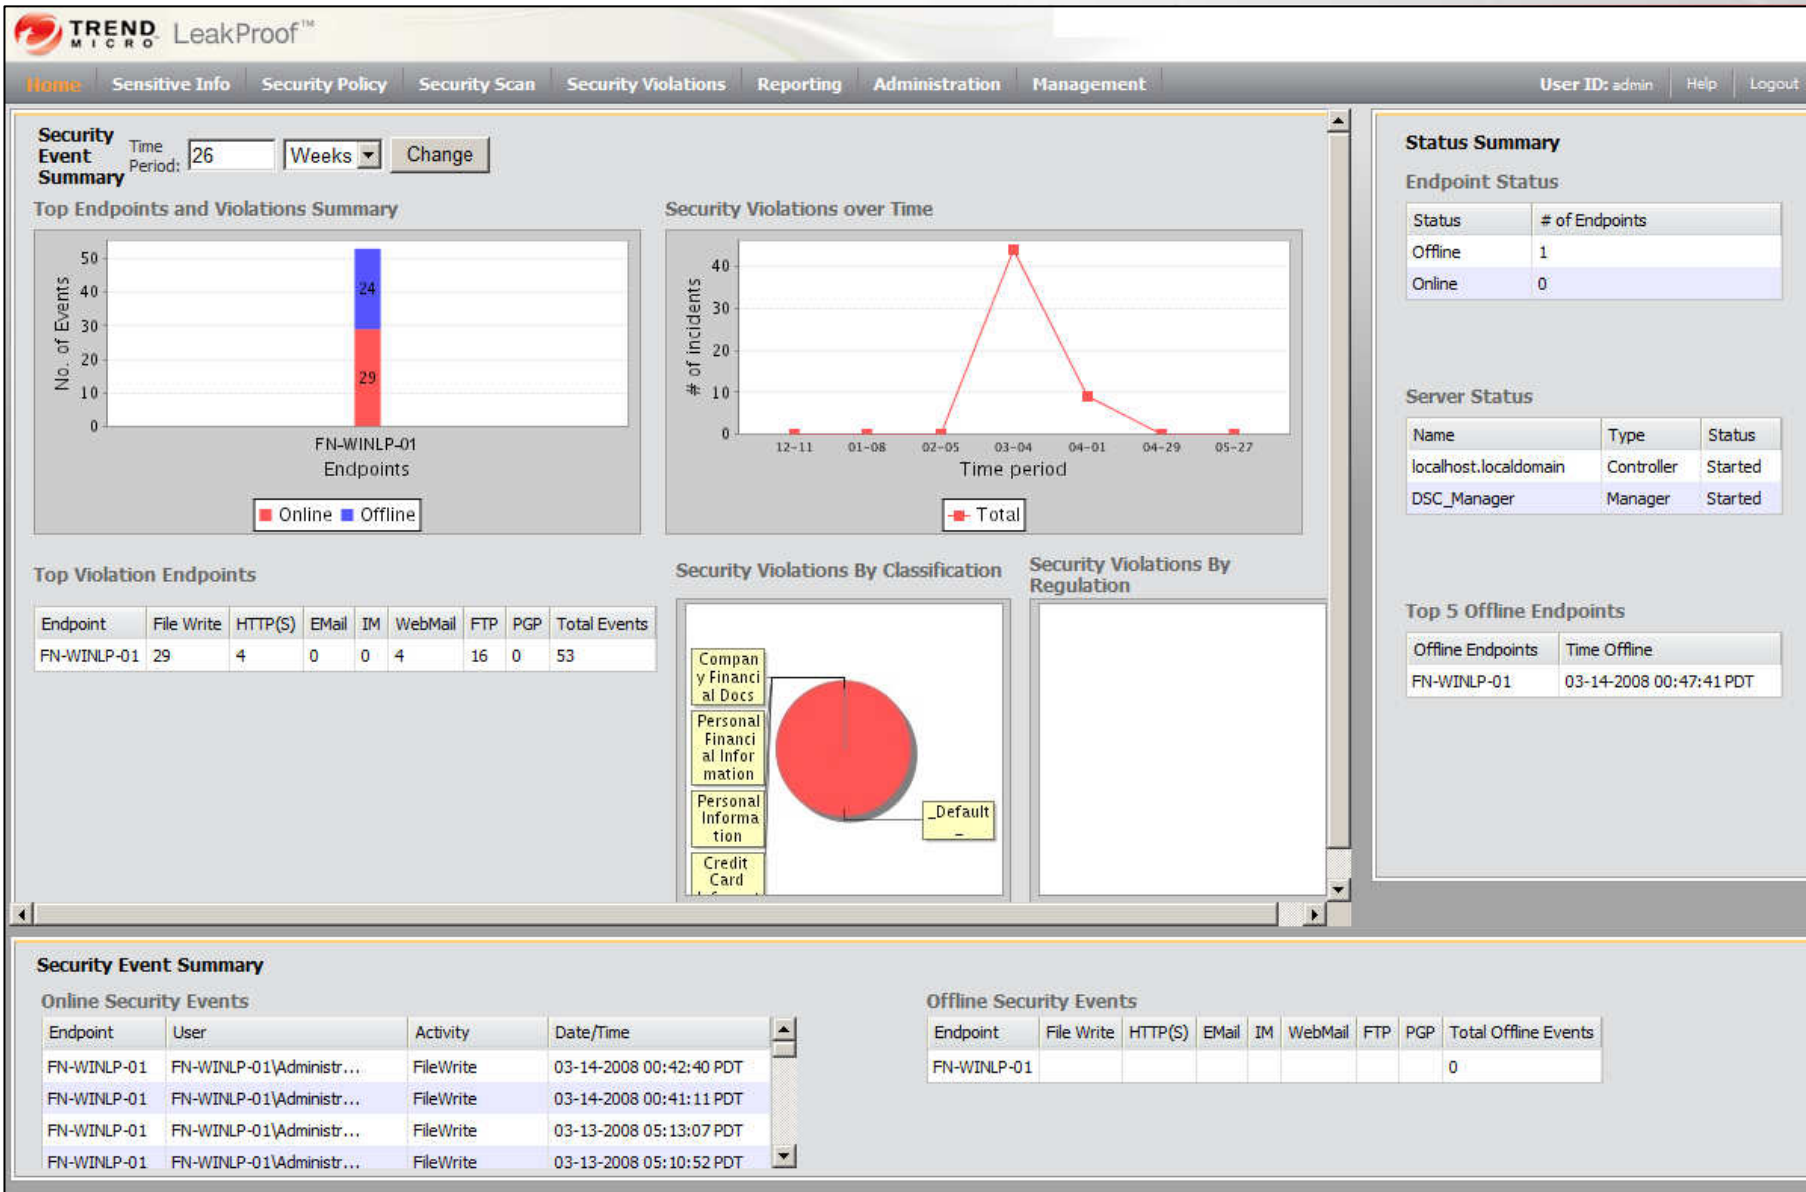 TREND MICRO LeakProof™
Home Sensitive Info Security Policy Security Scan Security Violations Reporting Administration Management User ID: admin Help Logout
Security Event Summary
Time Period: 26 Weeks Change
Top Endpoints and Violations Summary
No. of Events
50
40
30
20
10
0
24
29
FN-WINLP-01
Endpoints
Online Offline
Security Violations over Time
# of incidents
40
30
20
10
0
12-11 01-08 02-05 03-04 04-01 04-29 05-27
Time period
Total
Top Violation Endpoints
Endpoint File Write HTTP(S) EMail IM WebMail FTP PGP Total Events
FN-WINLP-01 29 4 0 0 4 16 0 53
Security Violations By Classification
Compan
y Financi
al Docs
Personal
Financi
al Infor
mation
Personal
Informa
tion
Credit
Card
_Default
_
Security Violations By
Regulation
Status Summary
Endpoint Status
Status # of Endpoints
Offline 1
Online 0
Server Status
Name Type Status
localhost.localdomain Controller Started
DSC_Manager Manager Started
Top 5 Offline Endpoints
Offline Endpoints Time Offline
FN-WINLP-01 03-14-2008 00:47:41 PDT
Security Event Summary
Online Security Events
Endpoint User Activity Date/Time
FN-WINLP-01 FN-WINLP-01\Administr... FileWrite 03-14-2008 00:42:40 PDT
FN-WINLP-01 FN-WINLP-01\Administr... FileWrite 03-14-2008 00:41:11 PDT
FN-WINLP-01 FN-WINLP-01\Administr... FileWrite 03-13-2008 05:13:07 PDT
FN-WINLP-01 FN-WINLP-01\Administr... FileWrite 03-13-2008 05:10:52 PDT
Offline Security Events
Endpoint File Write HTTP(S) EMail IM WebMail FTP PGP Total Offline Events
FN-WINLP-01 0